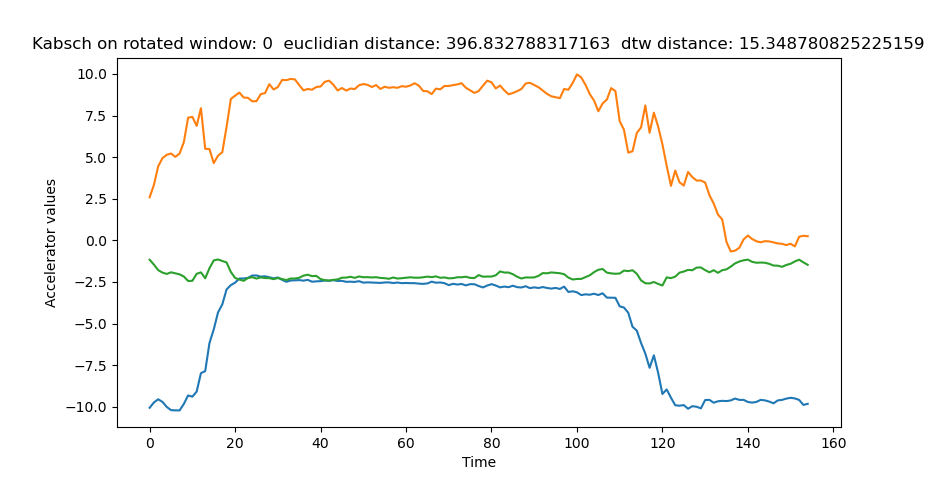 Kabsch on rotated window: 0 euclidian distance: 396.832788317163 dtw distance: 15.348780825225159
10.0
7.5
5.0
2.5
0.0
−2.5
−5.0
−7.5
−10.0
Accelerator values
0 20 40 60 80 100 120 140 160
Time